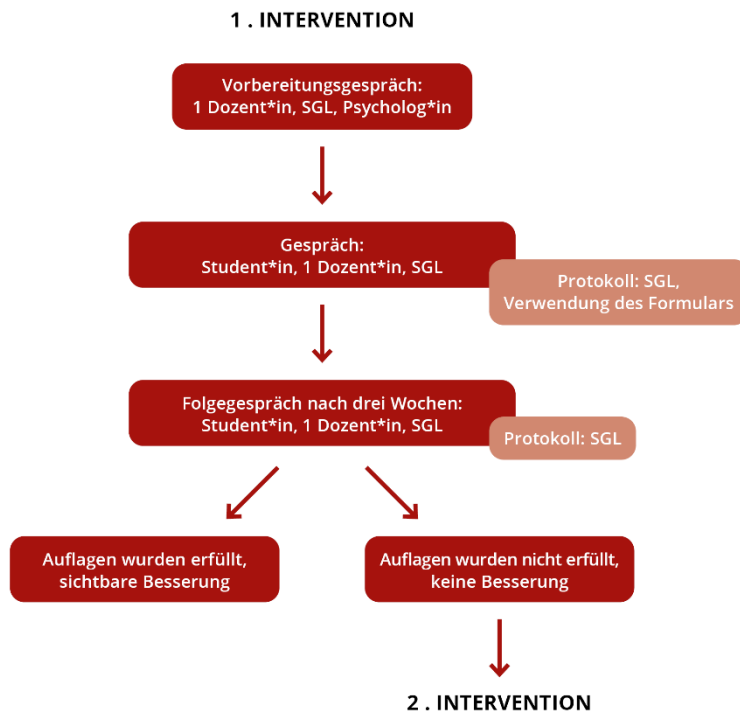 1 . INTERVENTION
Vorbereitungsgespräch:
1 Dozent*in, SGL, Psycholog*in
Gespräch:
Student*in, 1 Dozent*in, SGL
Protokoll: SGL,
Verwendung des Formulars
Folgegespräch nach drei Wochen:
Student*in, 1 Dozent*in, SGL
Protokoll: SGL
Auflagen wurden erfüllt,
sichtbare Besserung
Auflagen wurden nicht erfüllt,
keine Besserung
2 . INTERVENTION